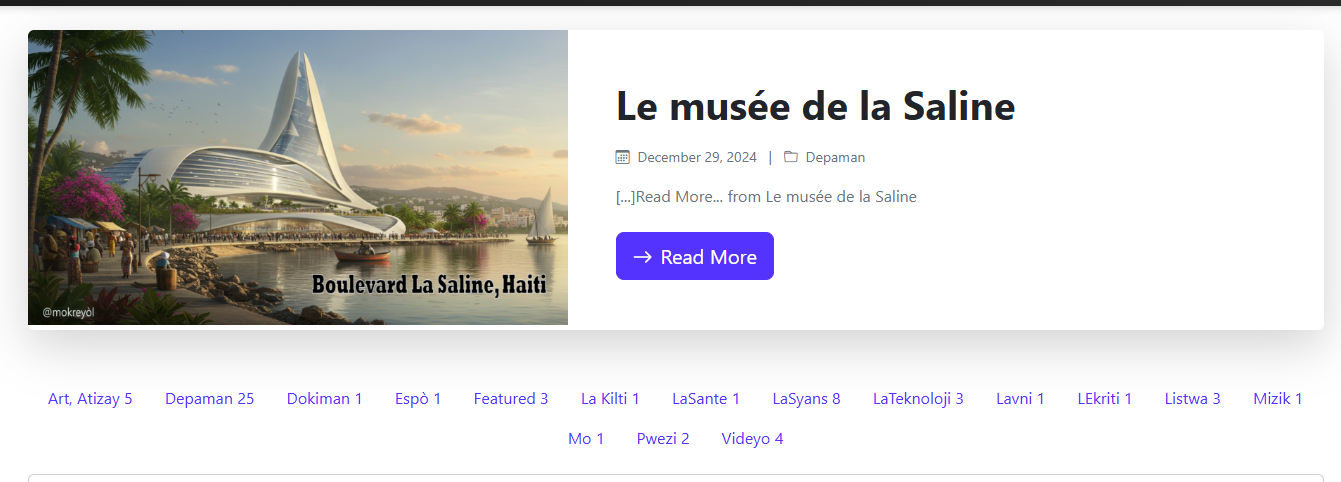 Le musée de la Saline
December 29, 2024 | Depaman
[...]Read More... from Le musée de la Saline
→ Read More
Boulevard La Saline, Haiti
@mokreyòl
Art, Atizay 5 Depaman 25 Dokiman 1 Espò 1 Featured 3 La Kilti 1 LaSante 1 LaSyans 8 LaTeknoloji 3 Lavni 1 LEkriti 1 Listwa 3 Mizik 1
Mo 1 Pwezi 2 Videyo 4